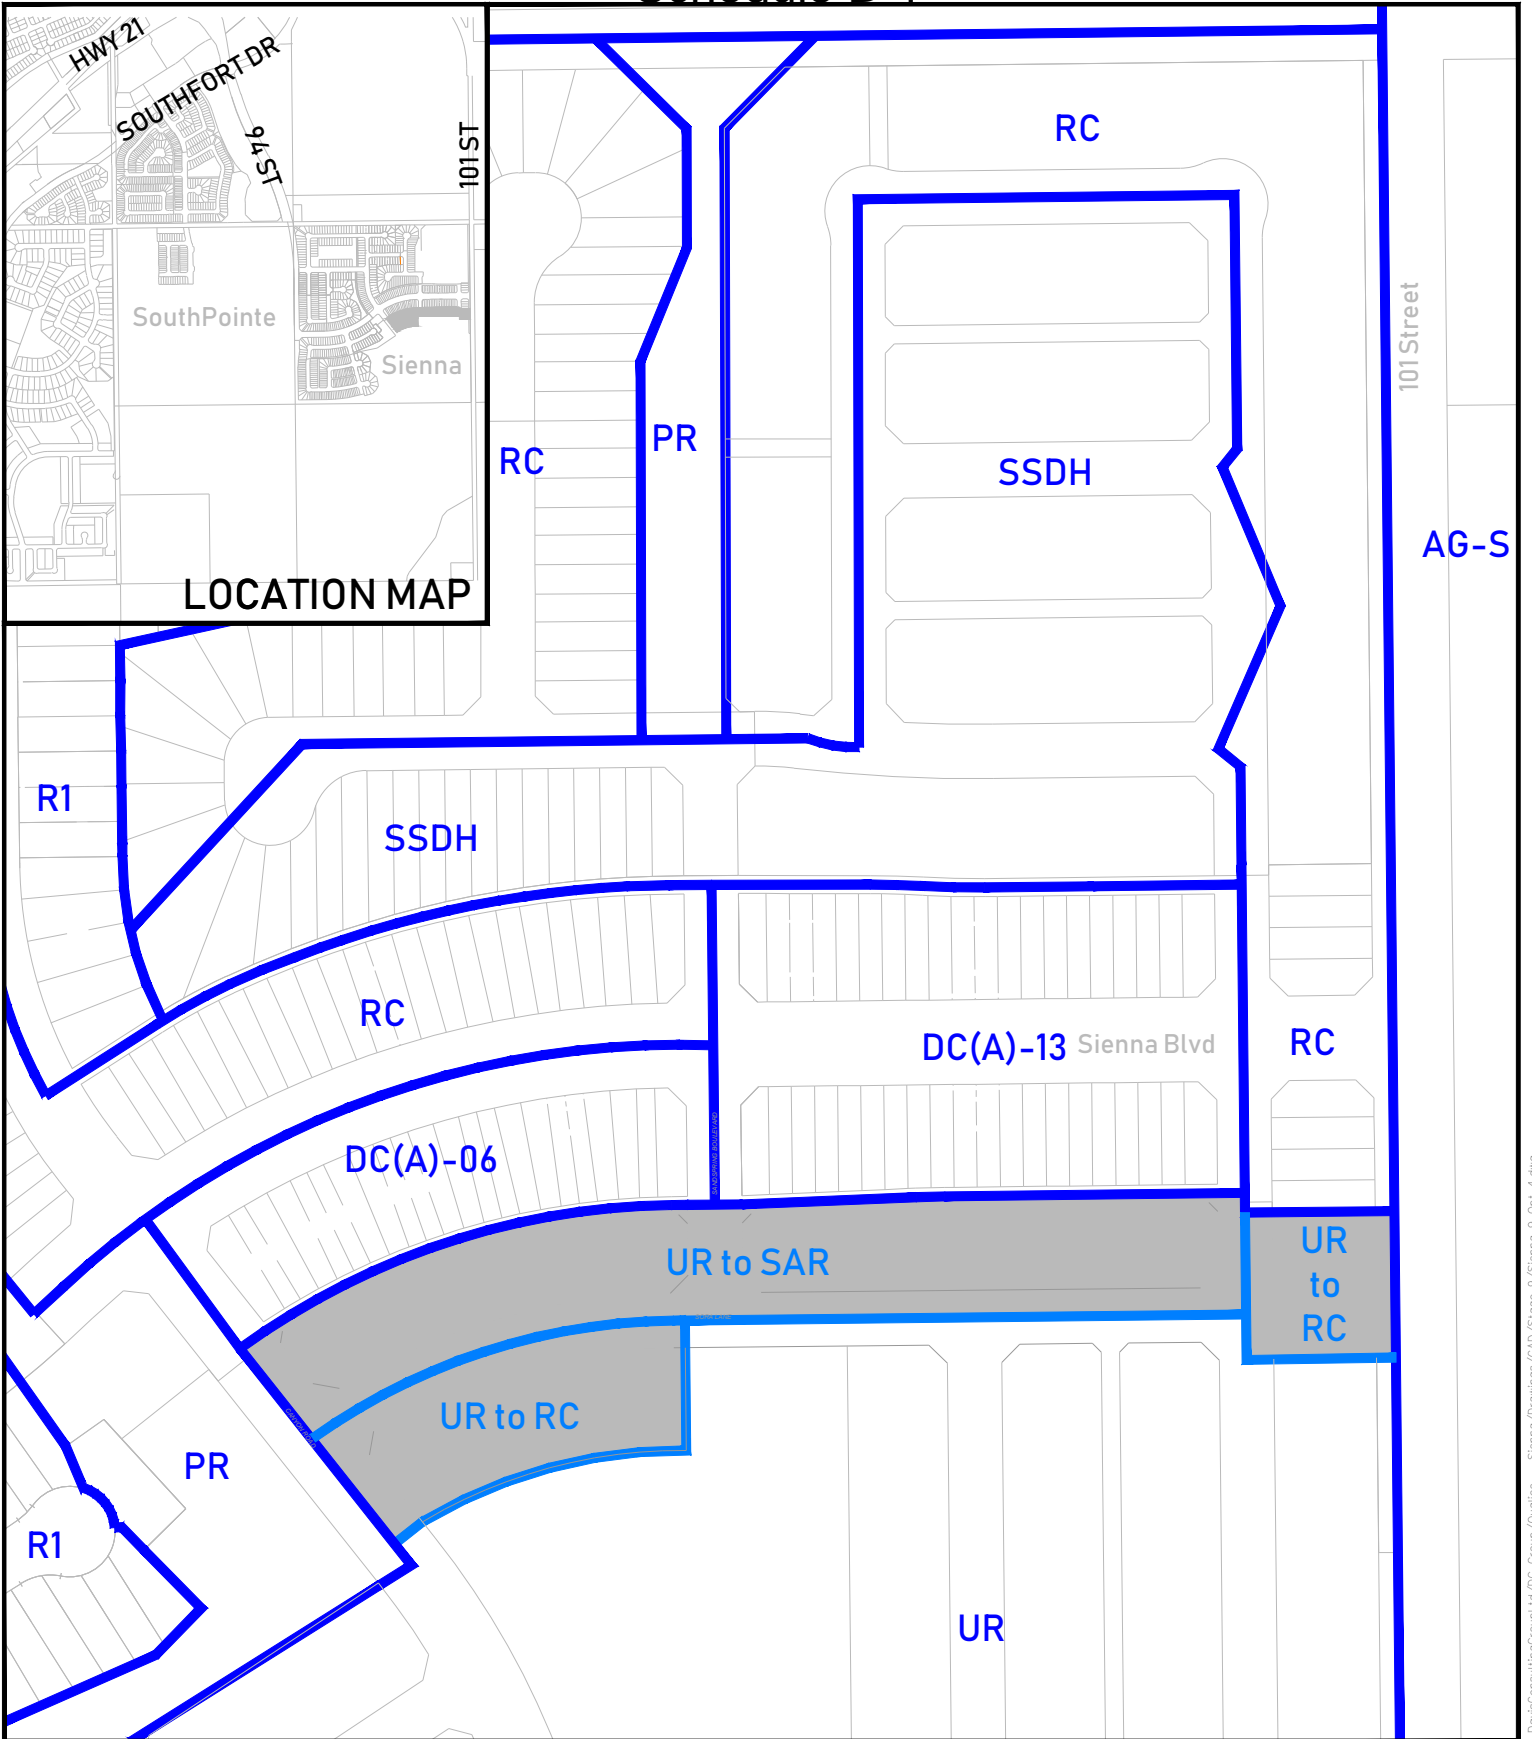 HWY 21
SOUTHFORT DR
94 ST
101 ST
SouthPointe
Sienna
LOCATION MAP
RC
101 Street
RC
PR
SSDH
AG-S
R1
SSDH
RC
DC(A)-13
Sienna Blvd
RC
SANDSPRING BOULEVARD
DC(A)-06
UR to SAR
UR
to
RC
UR to RC
PR
R1
UR